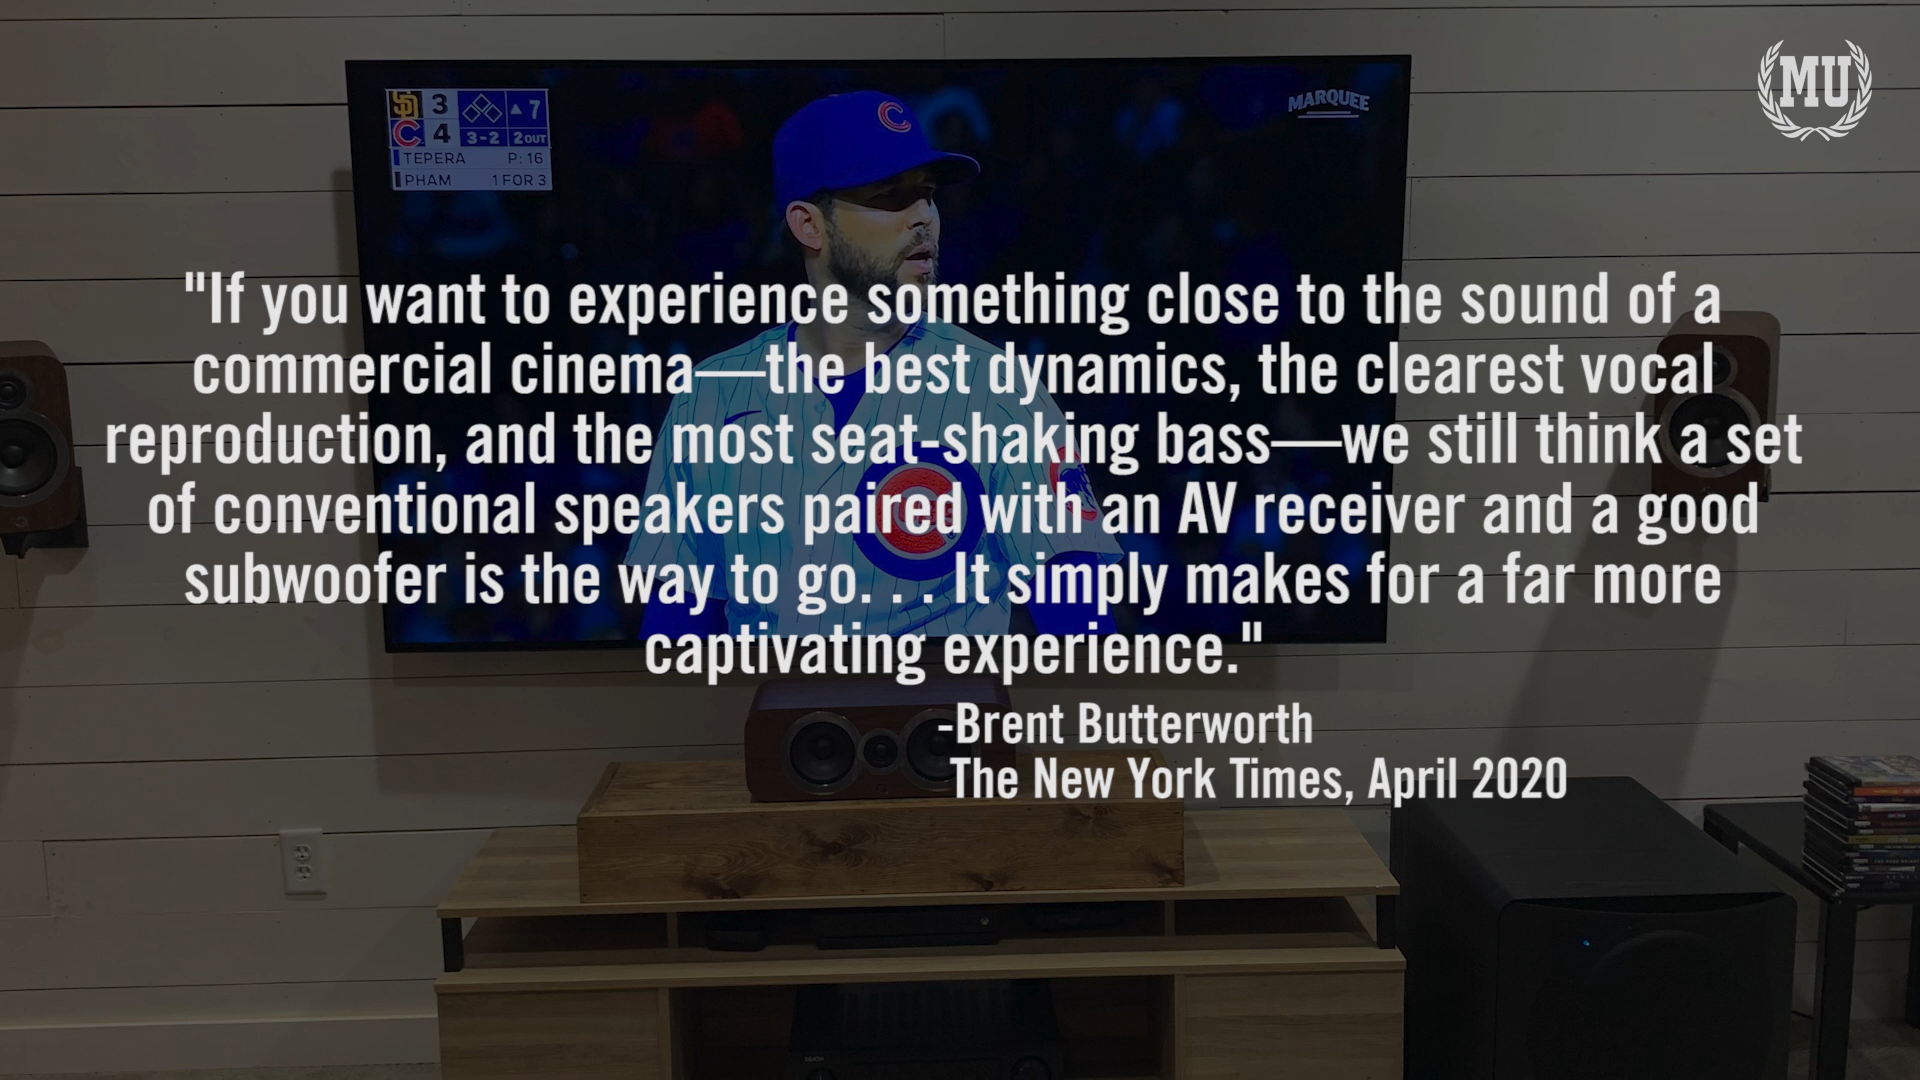 MU
3
▲7
4
3-2
2OUT
TEPERA P: 16
PHAM 1 FOR 3
MARQUEE
"If you want to experience something close to the sound of a
commercial cinema—the best dynamics, the clearest vocal
reproduction, and the most seat-shaking bass—we still think a set
of conventional speakers paired with an AV receiver and a good
subwoofer is the way to go. . . It simply makes for a far more
captivating experience."
-Brent Butterworth
The New York Times, April 2020